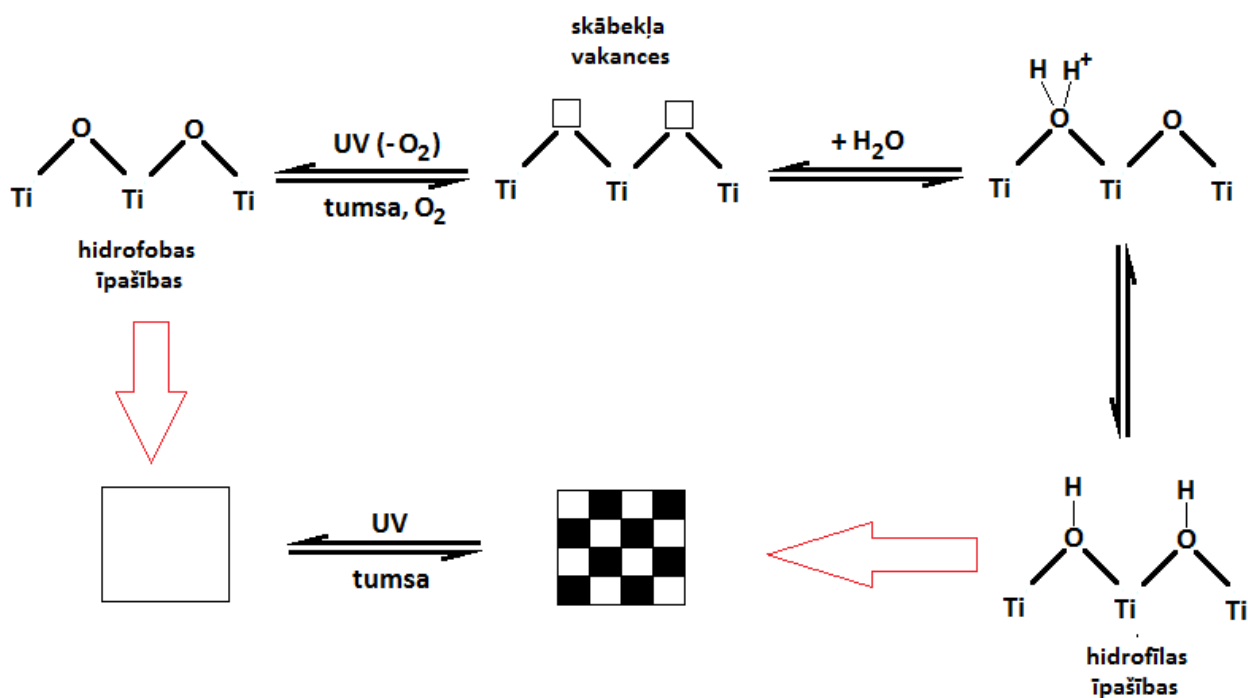 skābekļa
vakances
O O
UV (-O₂)
Ti Ti Ti
tumsa, O₂
hidrofobas
īpašības
Ti Ti Ti
+ H₂O
H H⁺
O O
Ti Ti Ti
UV
tumsa
H H
O O
Ti Ti Ti
hidrofīlas
īpašības